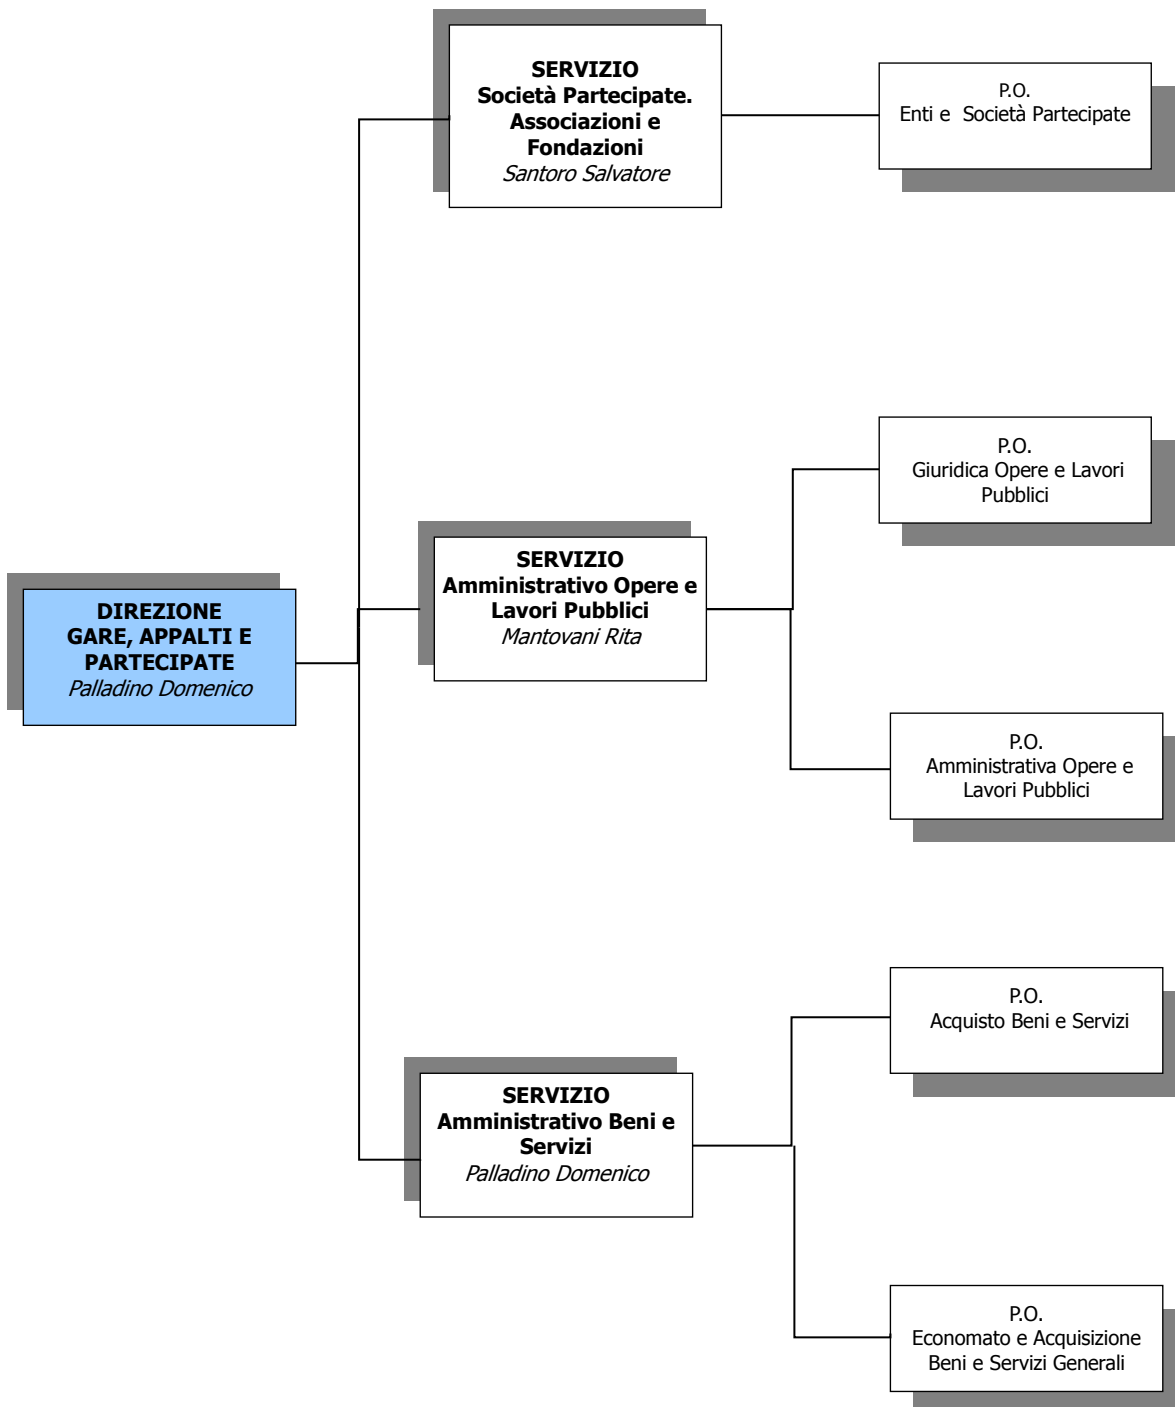 SERVIZIO
Società Partecipate.
Associazioni e
Fondazioni
Santoro Salvatore
P.O.
Enti e  Società Partecipate
P.O.
Giuridica Opere e Lavori
Pubblici
SERVIZIO
Amministrativo Opere e
Lavori Pubblici
Mantovani Rita
DIREZIONE
GARE, APPALTI E
PARTECIPATE
Palladino Domenico
P.O.
Amministrativa Opere e
Lavori Pubblici
P.O.
Acquisto Beni e Servizi
SERVIZIO
Amministrativo Beni e
Servizi
Palladino Domenico
P.O.
Economato e Acquisizione
Beni e Servizi Generali